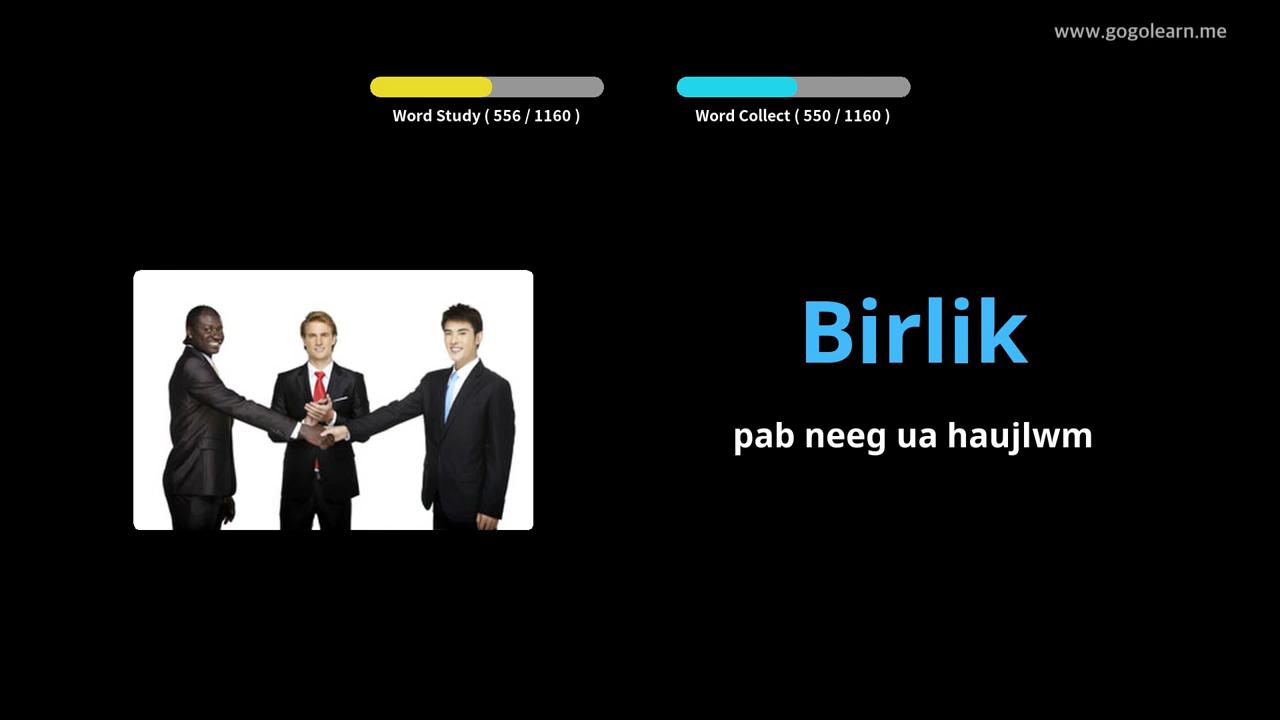 www.gogolearn.me
Word Study ( 556 / 1160 )
Word Collect ( 550 / 1160 )
Birlik
pab neeg ua haujlwm